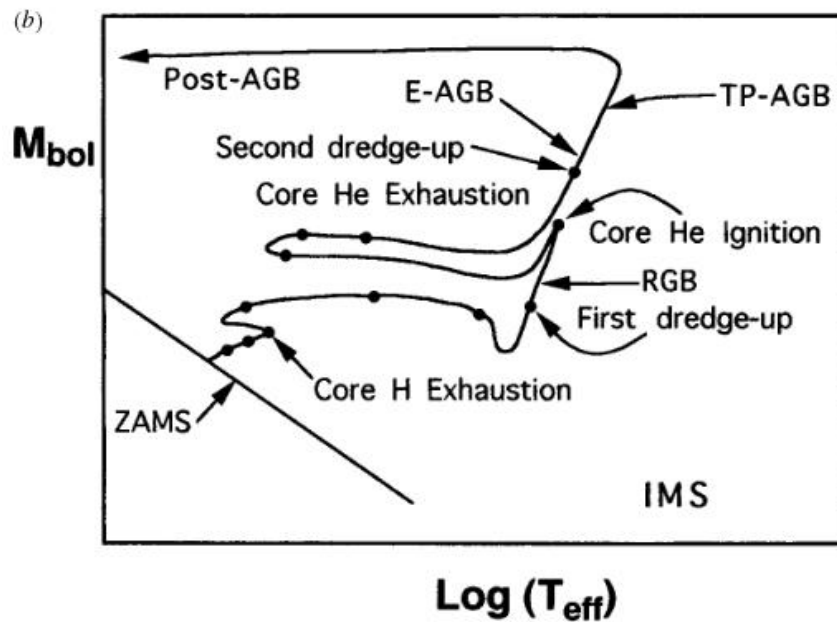 (b)
Post-AGB
E-AGB
TP-AGB
Mbol
Second dredge-up
Core He Exhaustion
Core He Ignition
RGB
First dredge-up
Core H Exhaustion
ZAMS
IMS
Log (Teff)